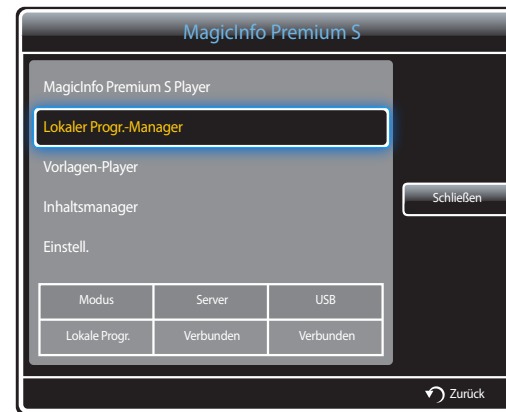 MagicInfo Premium S
MagicInfo Premium S Player
Lokaler Progr.-Manager
Vorlagen-Player
Inhaltsmanager
Einstell.
Schließen
Modus Server USB
Lokale Progr. Verbunden Verbunden
Zurück